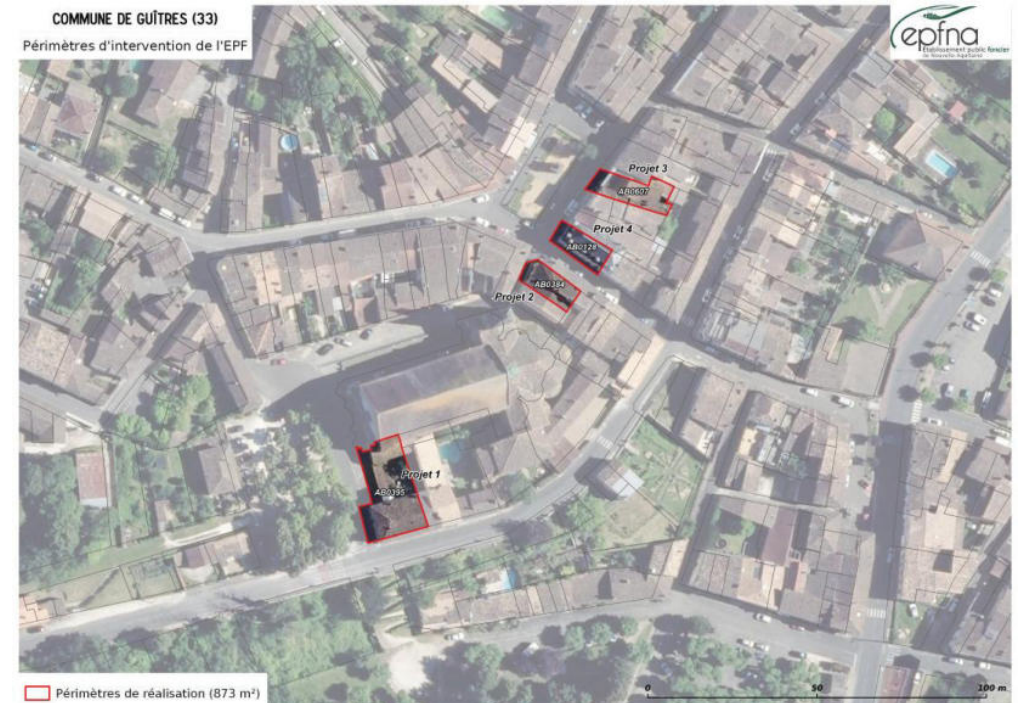 COMMUNE DE GUÎTRES (33)
Périmètres d'intervention de l'EPF
epfna
Établissement public foncier
de Nouvelle-Aquitaine
Projet 3
AB0607
Projet 4
AB0128
AB0384
Projet 2
Projet 1
AB0395
Périmètres de réalisation (873 m²)
0 50 100 m